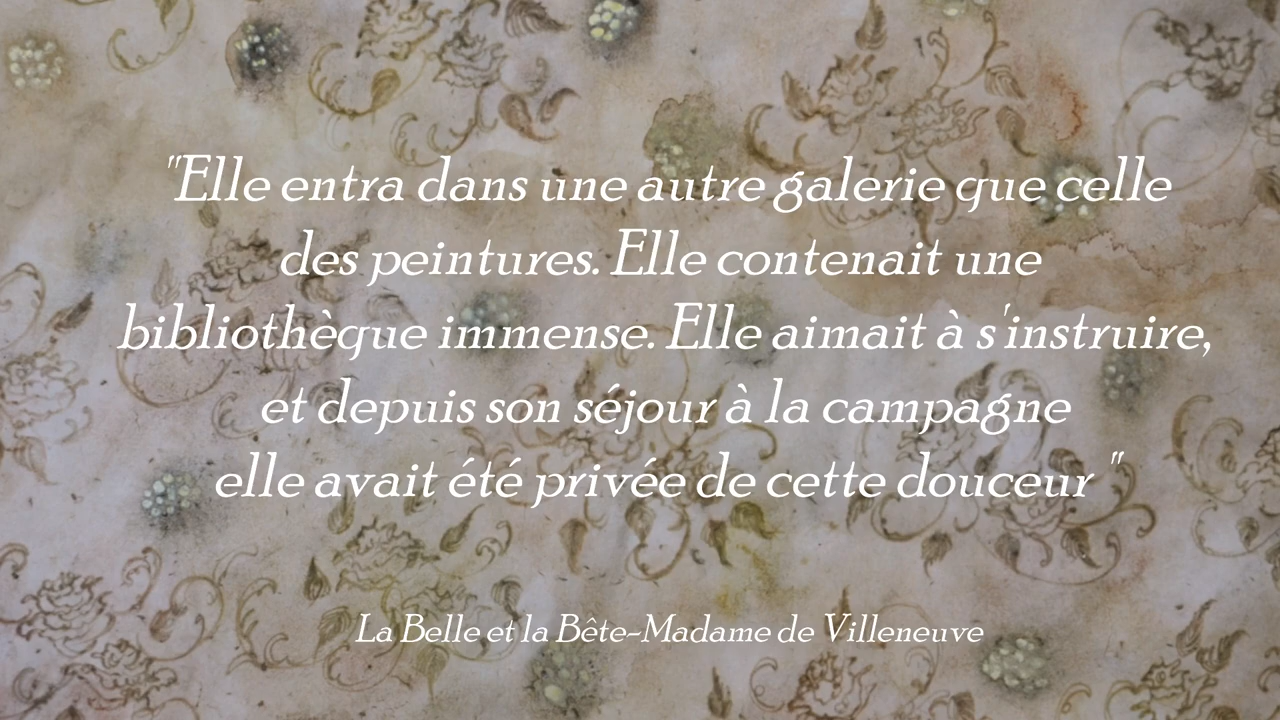 "Elle entra dans une autre galerie que celle
des peintures. Elle contenait une
bibliothèque immense. Elle aimait à s'instruire,
et depuis son séjour à la campagne
elle avait été privée de cette douceur "
La Belle et la Bête-Madame de Villeneuve